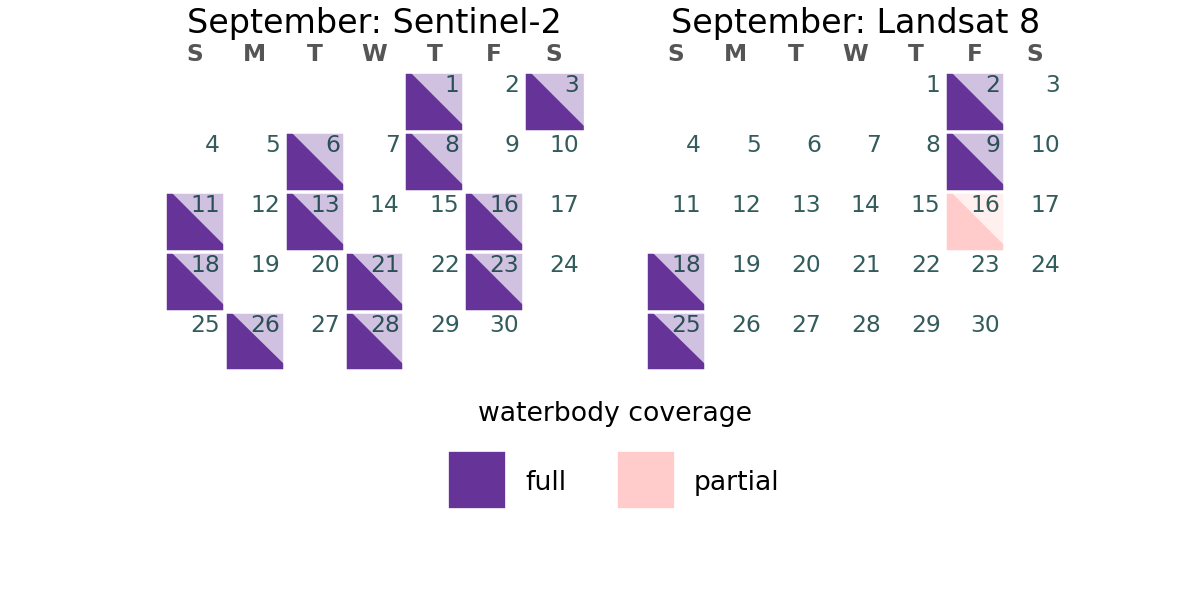 September: Sentinel-2
S M T W T F S
1 2 3
4 5 6 7 8 9 10
11 12 13 14 15 16 17
18 19 20 21 22 23 24
25 26 27 28 29 30
September: Landsat 8
S M T W T F S
1 2 3
4 5 6 7 8 9 10
11 12 13 14 15 16 17
18 19 20 21 22 23 24
25 26 27 28 29 30
waterbody coverage
full
partial